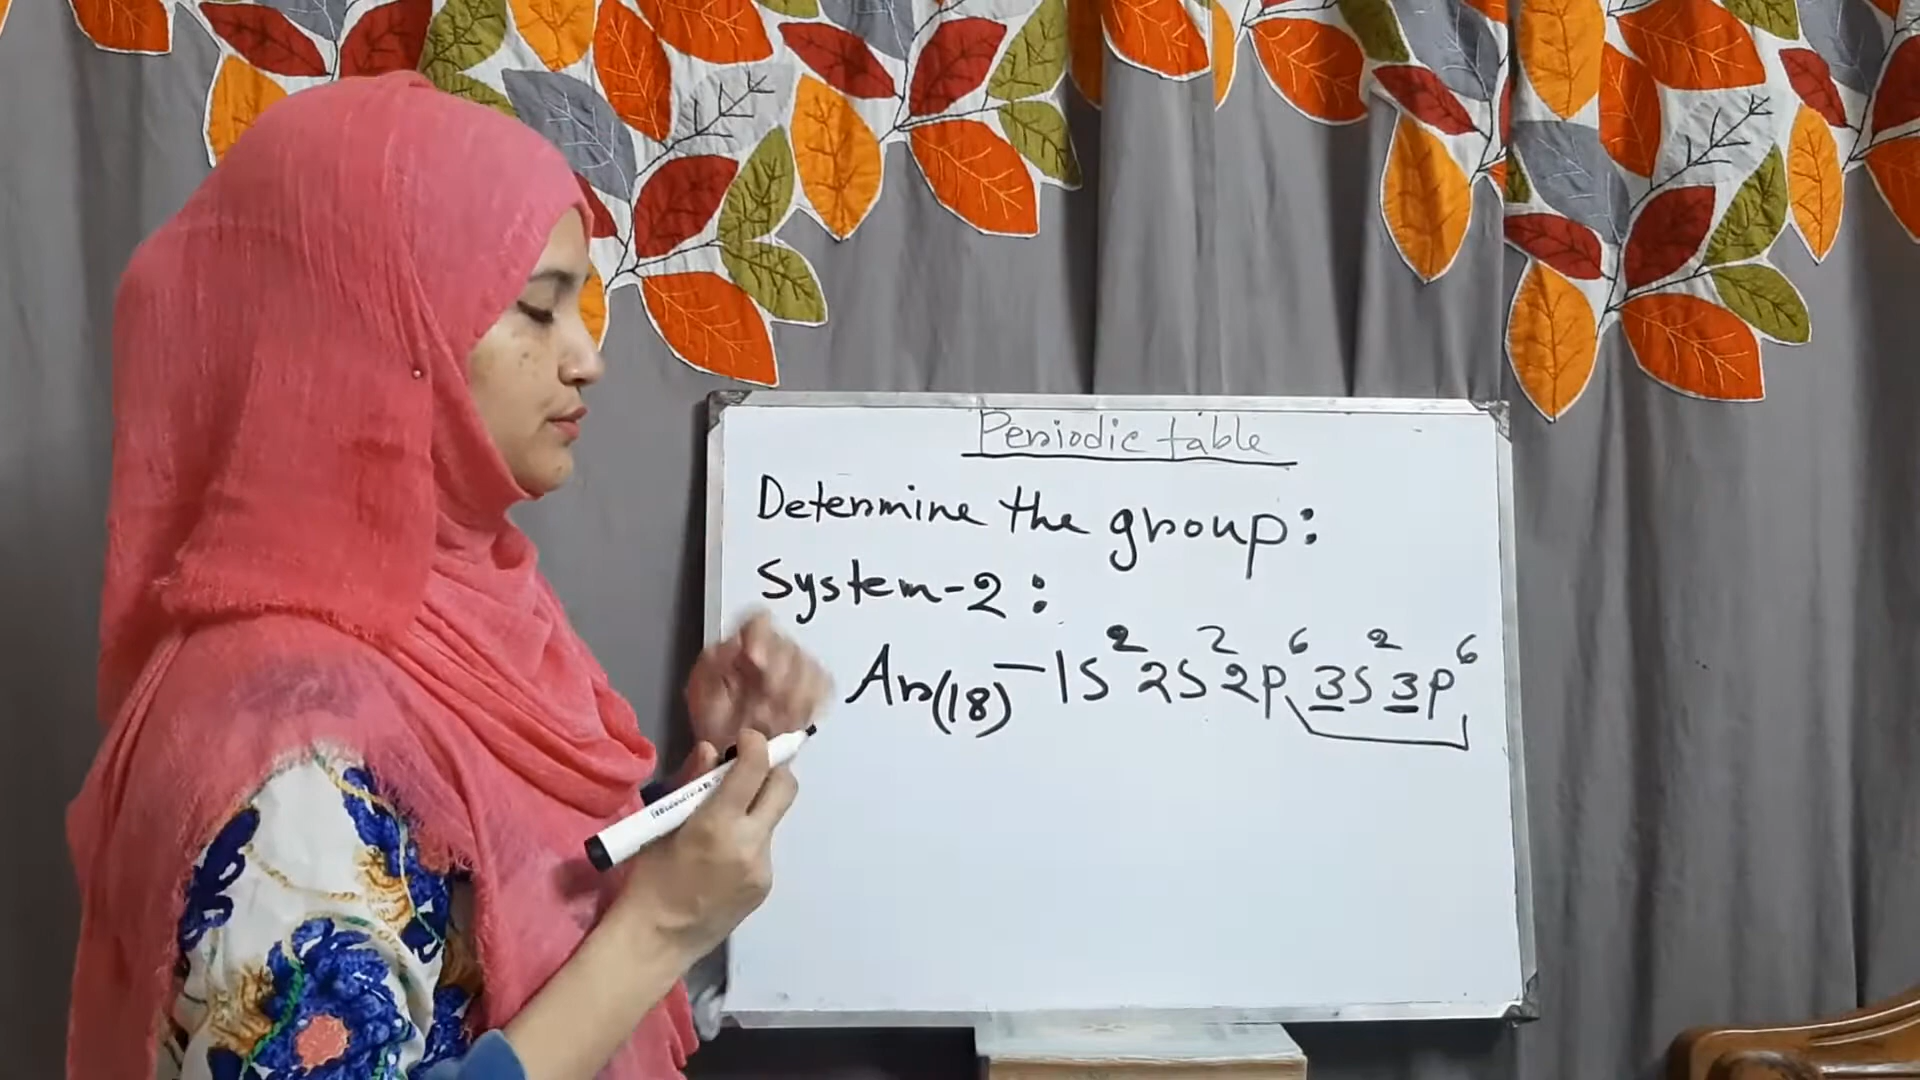 Periodic table
Determine the group:
System-2:
Ar(18) - 1s² 2s² 2p⁶ 3s² 3p⁶